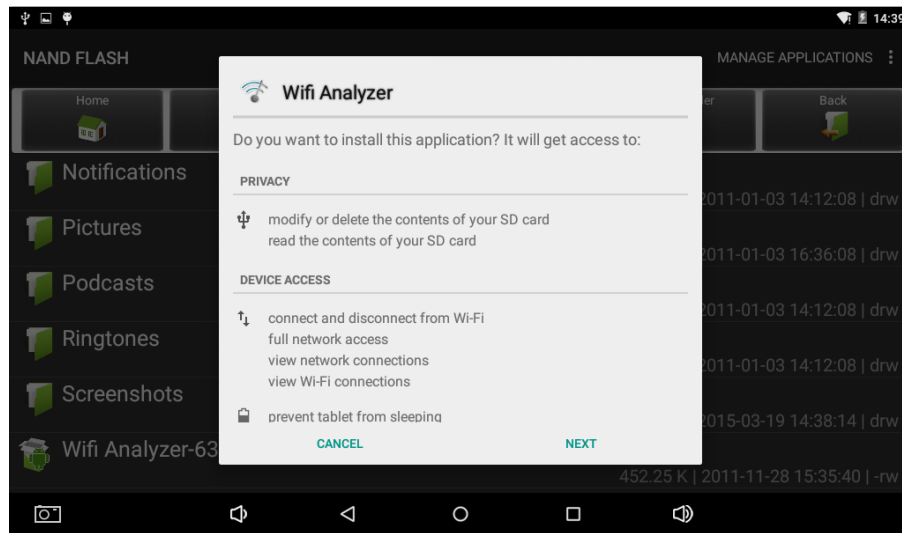 14:39
NAND FLASH
MANAGE APPLICATIONS
Home
Back
Wifi Analyzer
Do you want to install this application? It will get access to:
PRIVACY
modify or delete the contents of your SD card
read the contents of your SD card
DEVICE ACCESS
connect and disconnect from Wi-Fi
full network access
view network connections
view Wi-Fi connections
prevent tablet from sleeping
CANCEL
NEXT
Notifications
2011-01-03 14:12:08 | drw
Pictures
2011-01-03 16:36:08 | drw
Podcasts
2011-01-03 14:12:08 | drw
Ringtones
2011-01-03 14:12:08 | drw
Screenshots
2015-03-19 14:38:14 | drw
Wifi Analyzer-63
452.25 K | 2011-11-28 15:35:40 | -rw